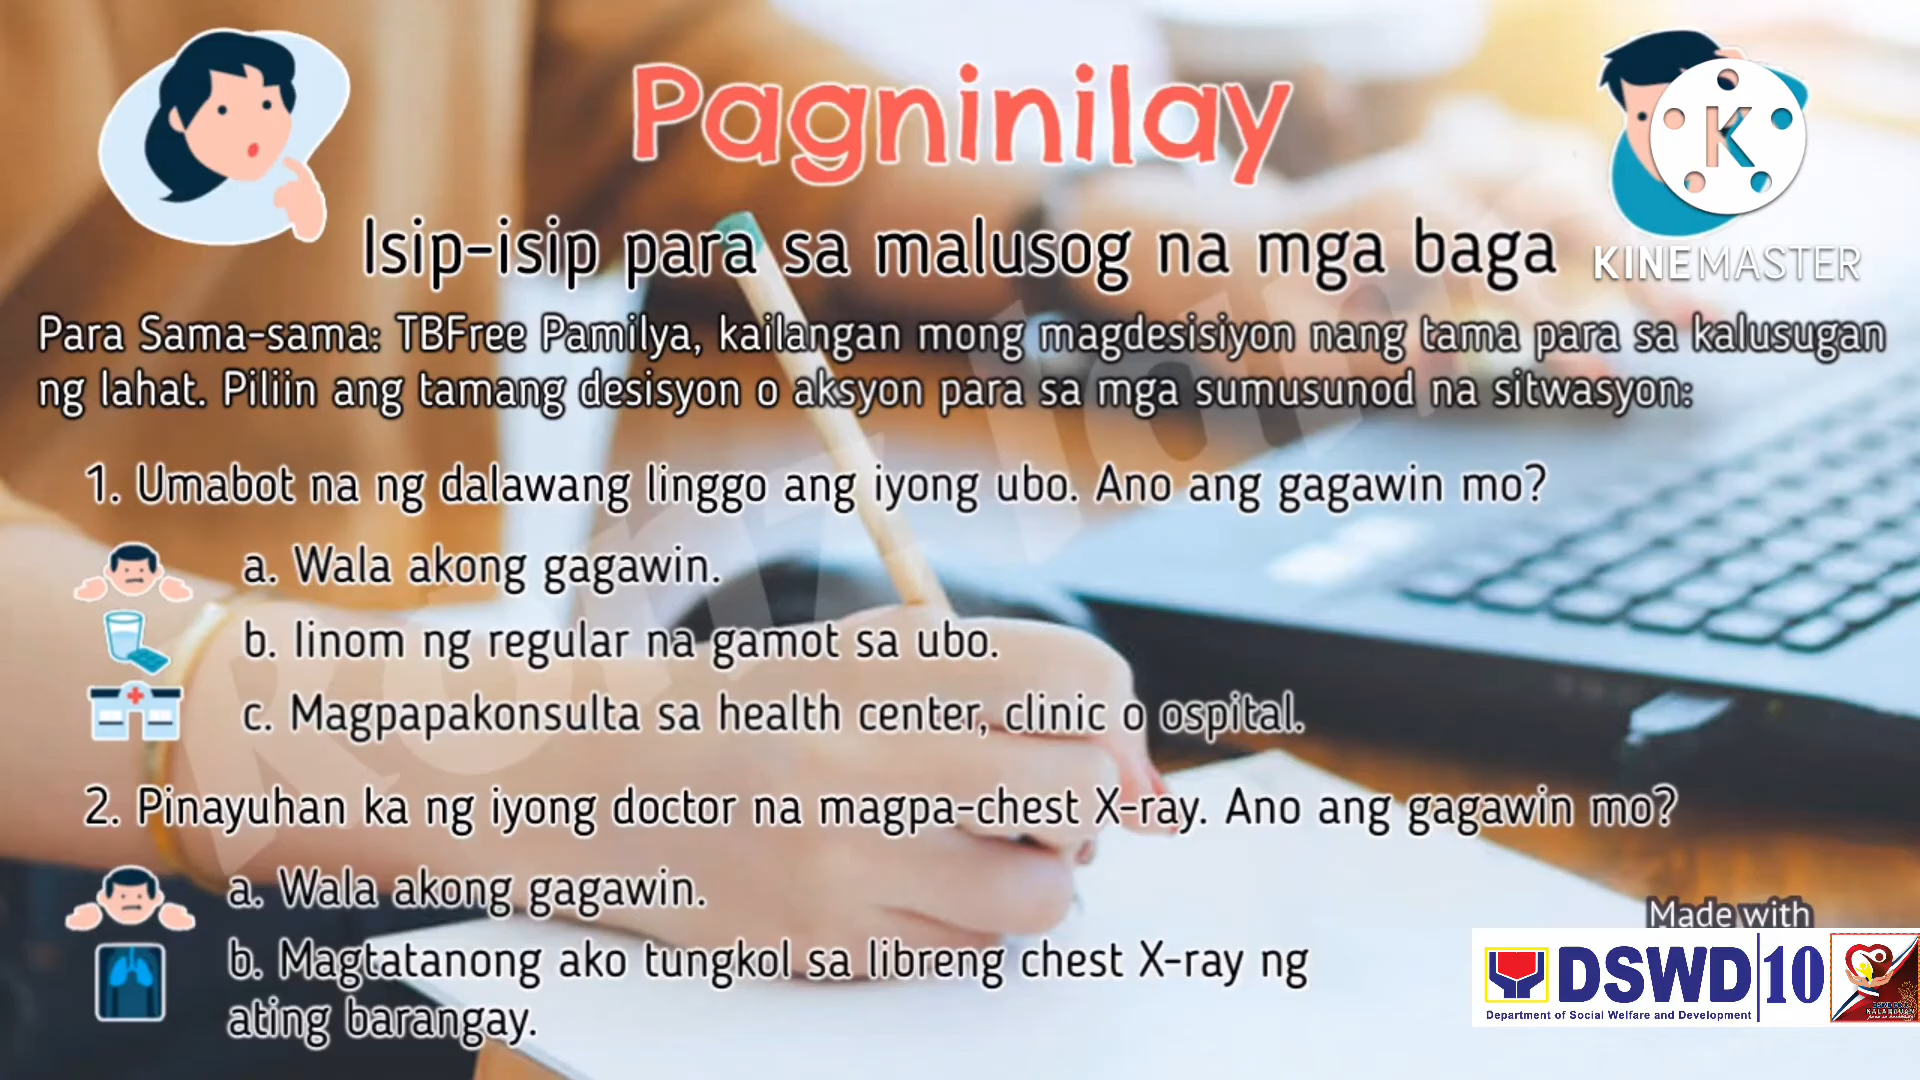 Pagninilay
K
KINEMASTER
Isip-isip para sa malusog na mga baga
Para Sama-sama: TBFree Pamilya, kailangan mong magdesisiyon nang tama para sa kalusugan
ng lahat. Piliin ang tamang desisyon o aksyon para sa mga sumusunod na sitwasyon:
1. Umabot na ng dalawang linggo ang iyong ubo. Ano ang gagawin mo?
a. Wala akong gagawin.
b. Iinom ng regular na gamot sa ubo.
c. Magpapakonsulta sa health center, clinic o ospital.
2. Pinayuhan ka ng iyong doctor na magpa-chest X-ray. Ano ang gagawin mo?
a. Wala akong gagawin.
b. Magtatanong ako tungkol sa libreng chest X-ray ng
ating barangay.
Made with
DSWD 10
Department of Social Welfare and Development